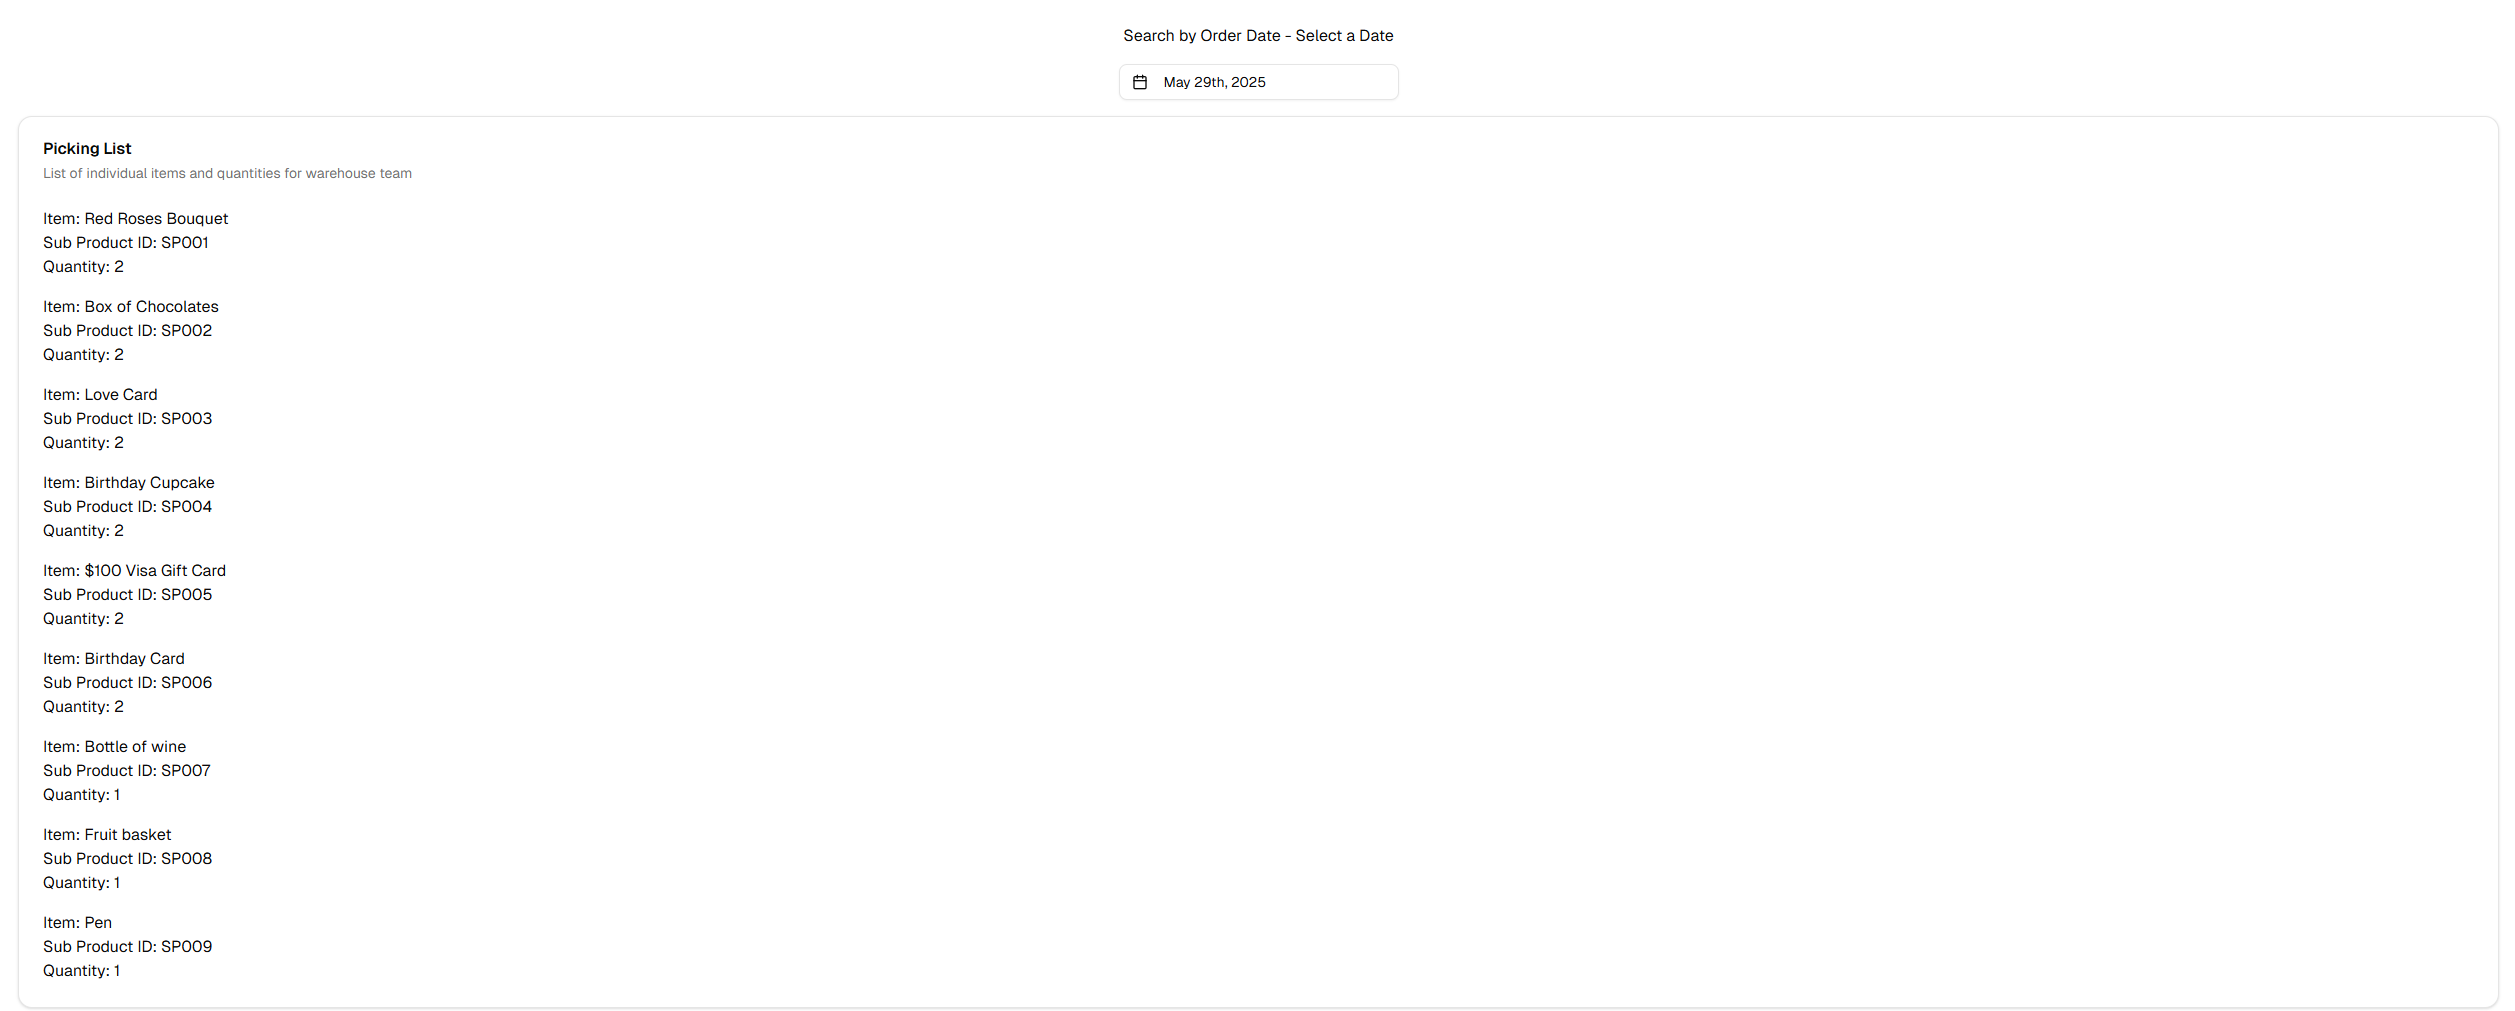 Search by Order Date - Select a Date
May 29th, 2025
Picking List
List of individual items and quantities for warehouse team
Item: Red Roses Bouquet
Sub Product ID: SP001
Quantity: 2
Item: Box of Chocolates
Sub Product ID: SP002
Quantity: 2
Item: Love Card
Sub Product ID: SP003
Quantity: 2
Item: Birthday Cupcake
Sub Product ID: SP004
Quantity: 2
Item: $100 Visa Gift Card
Sub Product ID: SP005
Quantity: 2
Item: Birthday Card
Sub Product ID: SP006
Quantity: 2
Item: Bottle of wine
Sub Product ID: SP007
Quantity: 1
Item: Fruit basket
Sub Product ID: SP008
Quantity: 1
Item: Pen
Sub Product ID: SP009
Quantity: 1